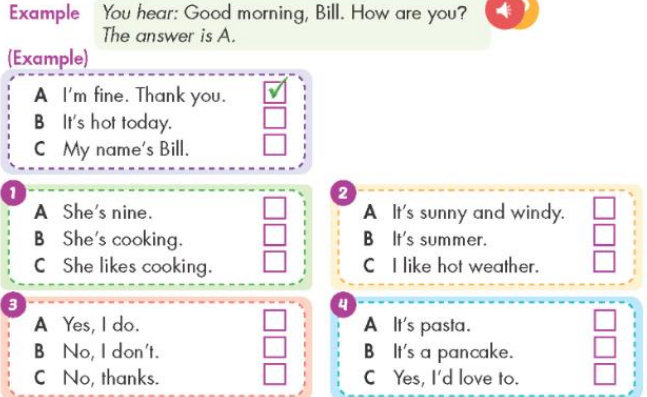 Example You hear: Good morning, Bill. How are you?
The answer is A.
(Example)
A I'm fine. Thank you.
B It's hot today.
C My name's Bill.
1
A She's nine.
B She's cooking.
C She likes cooking.
2
A It's sunny and windy.
B It's summer.
C I like hot weather.
3
A Yes, I do.
B No, I don't.
C No, thanks.
4
A It's pasta.
B It's a pancake.
C Yes, I'd love to.